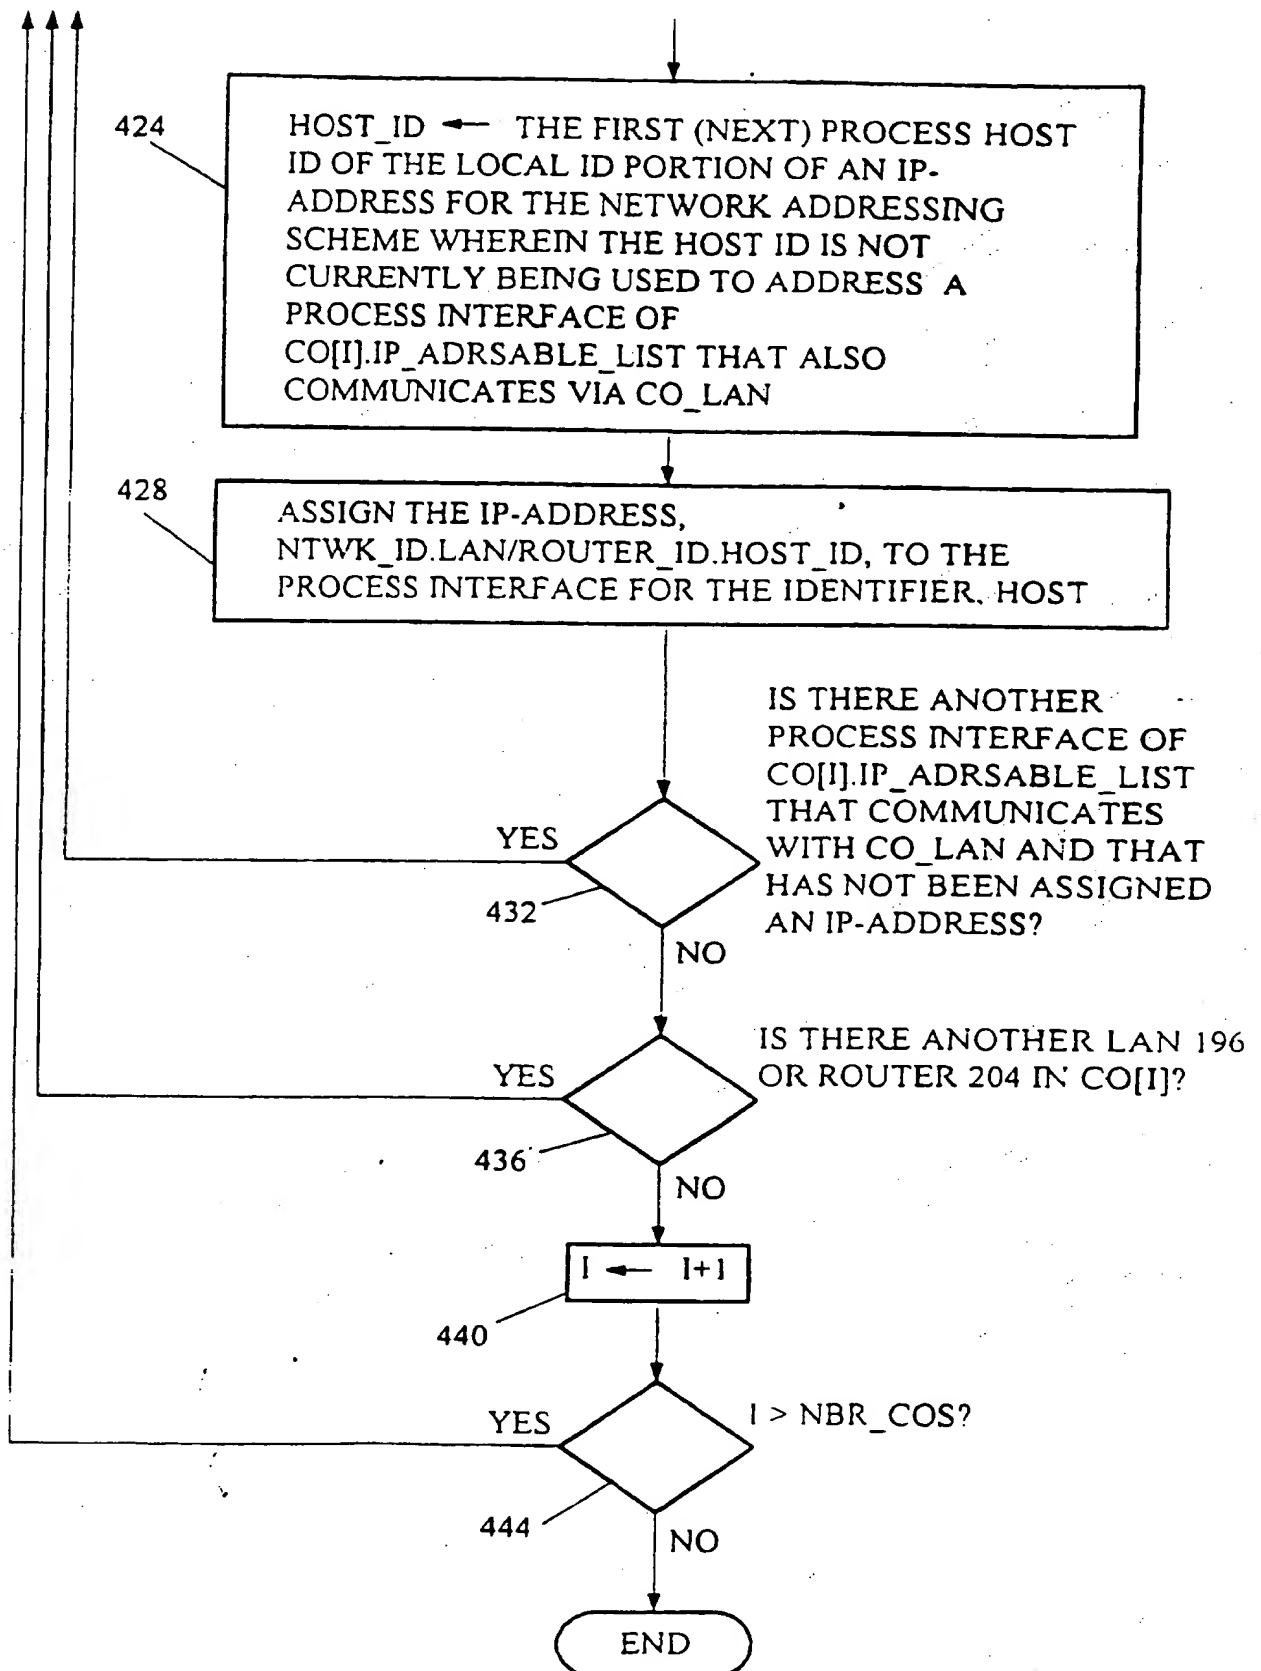 424
HOST_ID ← THE FIRST (NEXT) PROCESS HOST
ID OF THE LOCAL ID PORTION OF AN IP-
ADDRESS FOR THE NETWORK ADDRESSING
SCHEME WHEREIN THE HOST ID IS NOT
CURRENTLY BEING USED TO ADDRESS A
PROCESS INTERFACE OF
CO[I].IP_ADRSABLE_LIST THAT ALSO
COMMUNICATES VIA CO_LAN
428
ASSIGN THE IP-ADDRESS,
NTWK_ID.LAN/ROUTER_ID.HOST_ID, TO THE
PROCESS INTERFACE FOR THE IDENTIFIER, HOST
IS THERE ANOTHER
PROCESS INTERFACE OF
CO[I].IP_ADRSABLE_LIST
THAT COMMUNICATES
WITH CO_LAN AND THAT
HAS NOT BEEN ASSIGNED
AN IP-ADDRESS?
YES
432
NO
IS THERE ANOTHER LAN 196
OR ROUTER 204 IN CO[I]?
YES
436
NO
I ← I+1
440
I > NBR_COS?
YES
444
NO
END